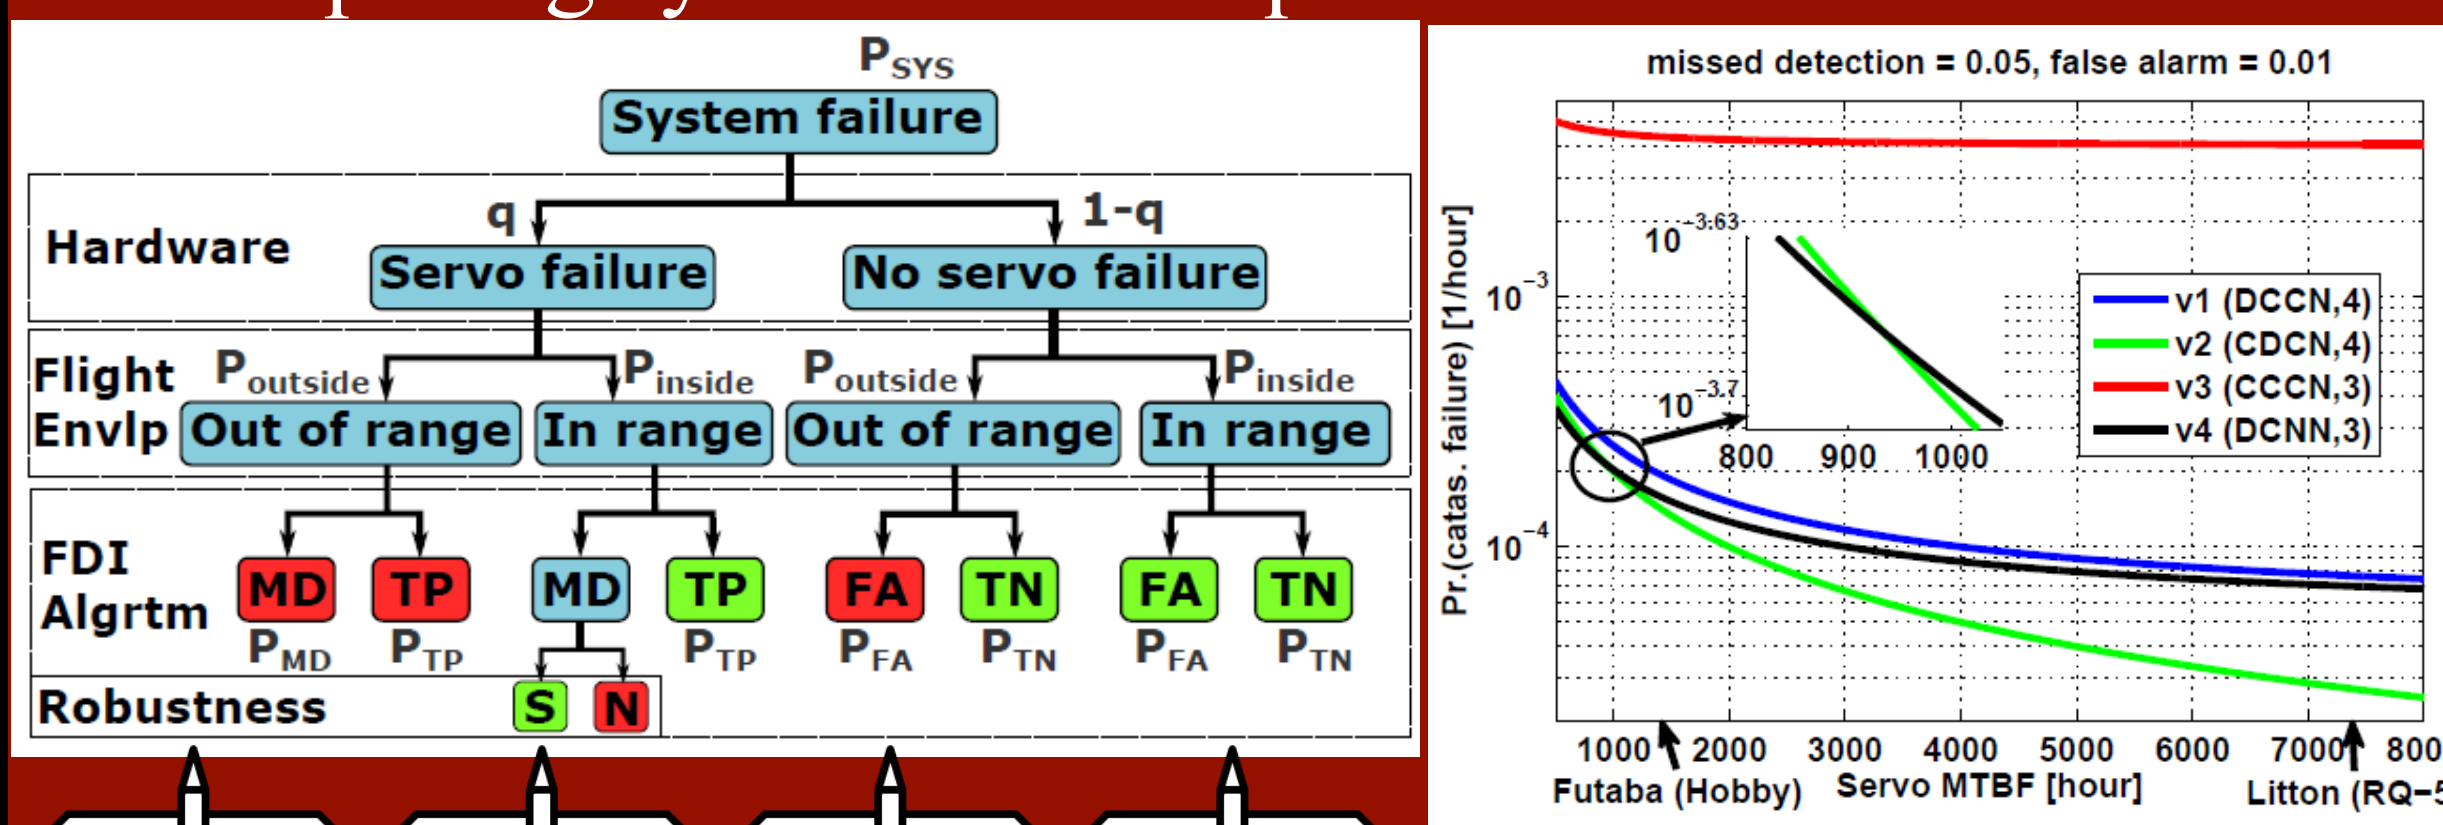 P_SYS
System failure
q
1-q
Hardware
Servo failure
No servo failure
Flight
Envlp
P_outside
P_inside
P_outside
P_inside
Out of range
In range
Out of range
In range
FDI
Algrtm
MD
TP
MD
TP
FA
TN
FA
TN
P_MD
P_TP
P_TP
P_FA
P_TN
P_FA
P_TN
Robustness
S
N
missed detection = 0.05, false alarm = 0.01
Pr.(catas. failure) [1/hour]
10^−3
10^−4
10^−3.63
10^−3.7
800 900 1000
v1 (DCCN,4)
v2 (CDCN,4)
v3 (CCCN,3)
v4 (DCNN,3)
1000 2000 3000 4000 5000 6000 7000 800
Futaba (Hobby)
Servo MTBF [hour]
Litton (RQ−5